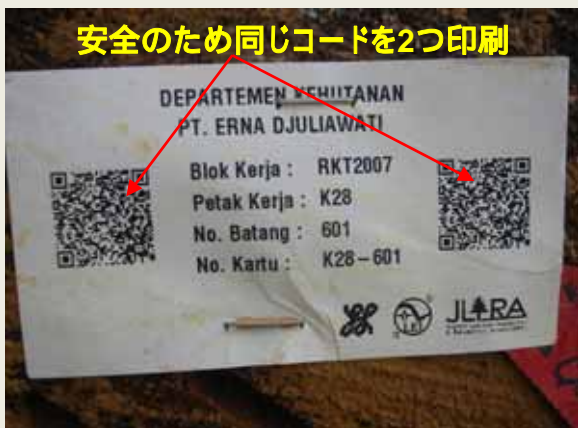 安全のため同じコードを2つ印刷
DEPARTEMEN KEHUTANAN
PT. ERNA DJULIAWATI
Blok Kerja : RKT2007
Petak Kerja : K28
No. Batang : 601
No. Kartu : K28-601
JLIRA